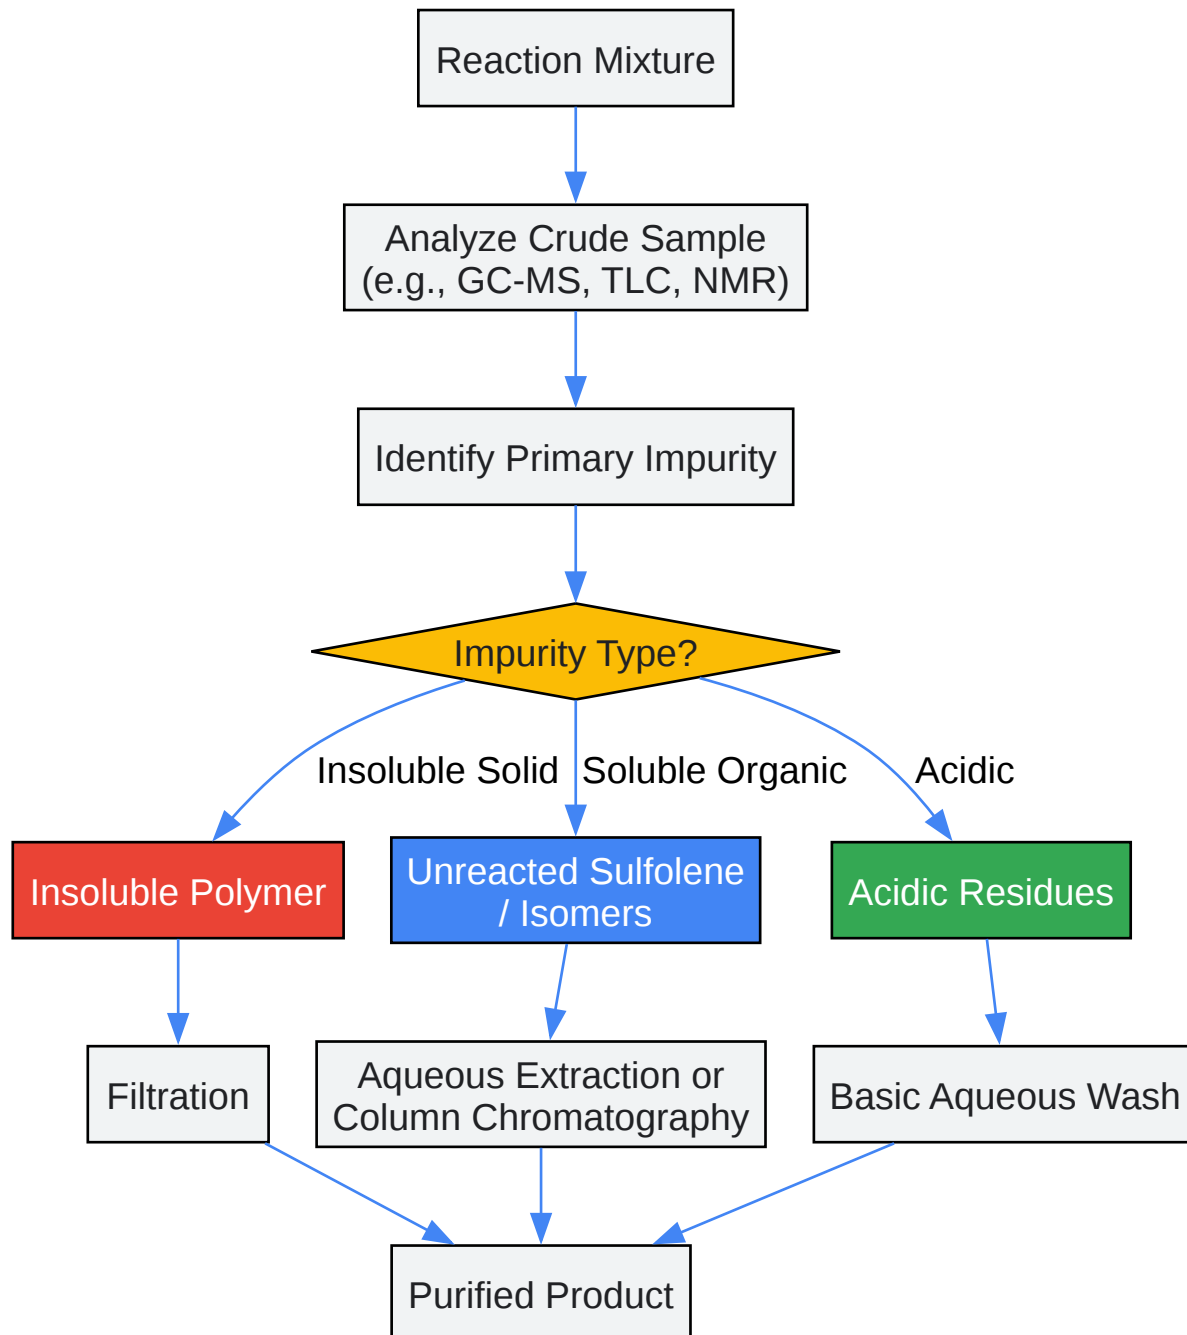 Reaction Mixture
Analyze Crude Sample
(e.g., GC-MS, TLC, NMR)
Identify Primary Impurity
Impurity Type?
Insoluble Solid
Soluble Organic
Acidic
Insoluble Polymer
Unreacted Sulfolene
/ Isomers
Acidic Residues
Filtration
Aqueous Extraction or
Column Chromatography
Basic Aqueous Wash
Purified Product